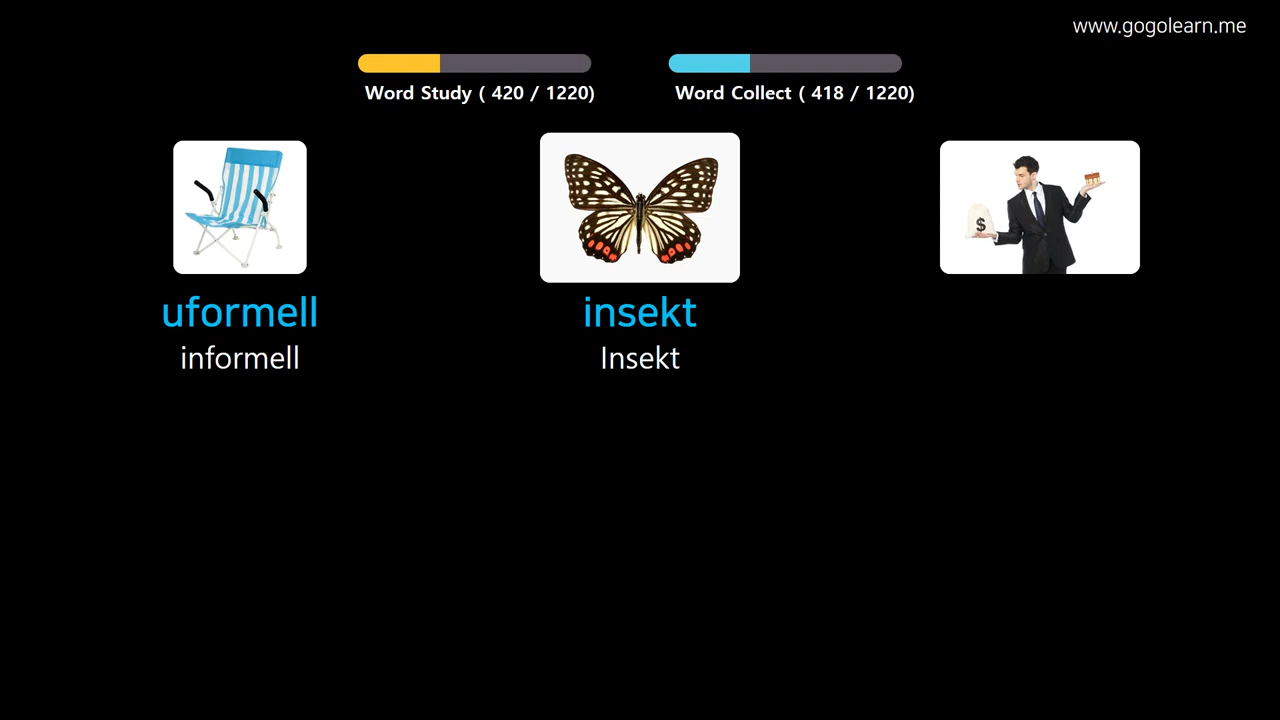 www.gogolearn.me
Word Study ( 420 / 1220)
Word Collect ( 418 / 1220)
$
uformell
insekt
informell
Insekt